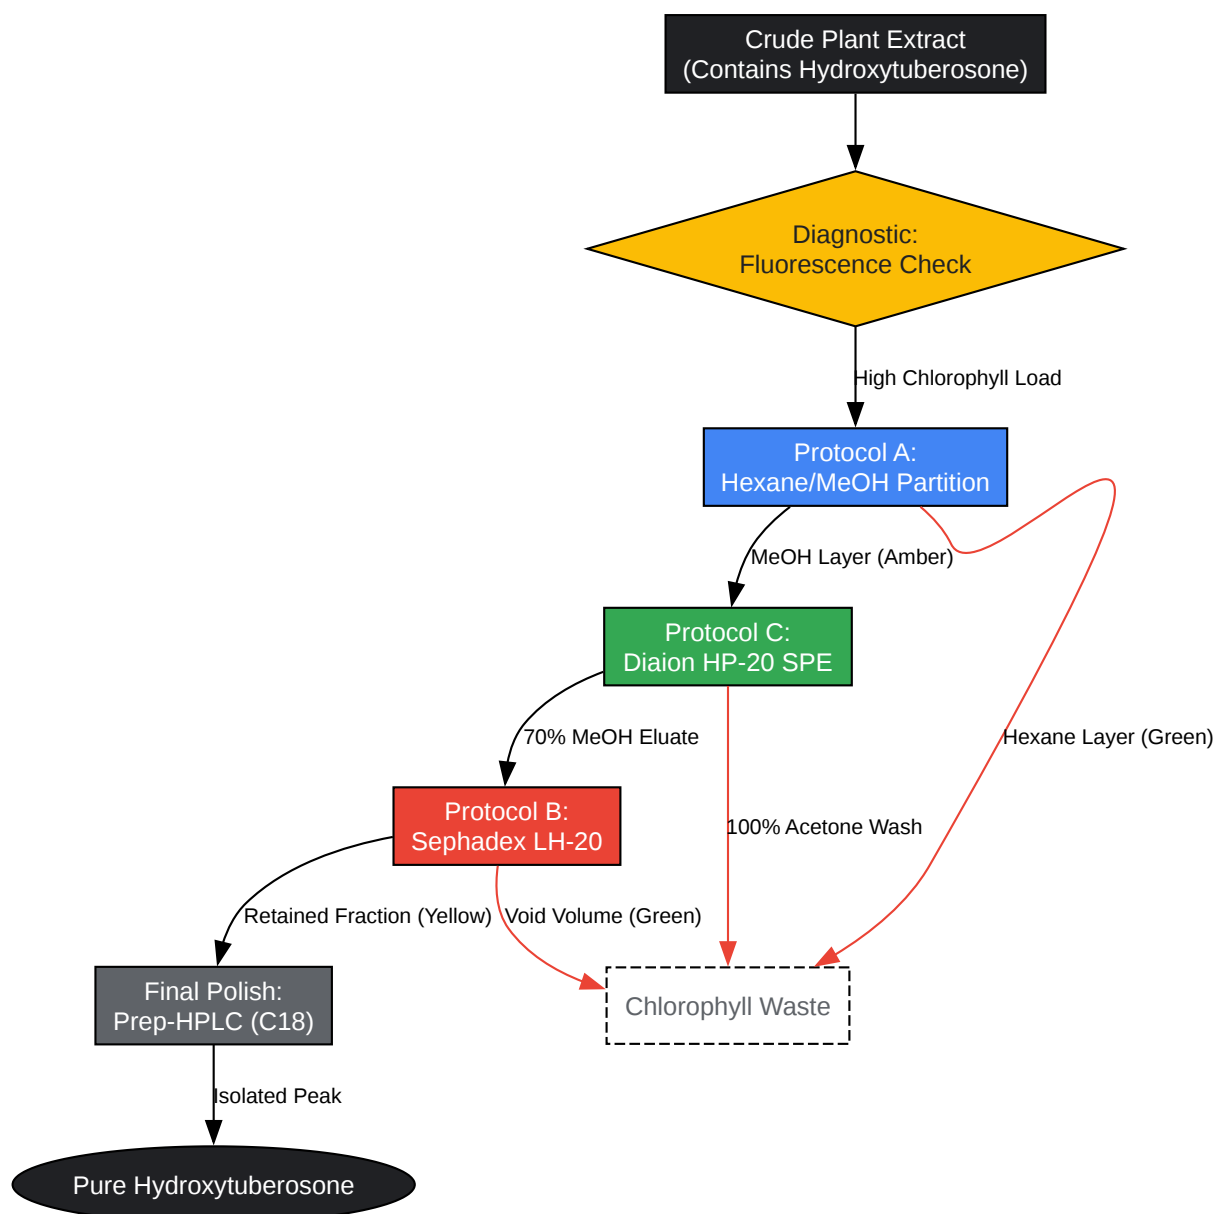 Crude Plant Extract
(Contains Hydroxytuberosone)
Diagnostic:
Fluorescence Check
High Chlorophyll Load
Protocol A:
Hexane/MeOH Partition
MeOH Layer (Amber)
Protocol C:
Diaion HP-20 SPE
70% MeOH Eluate
Hexane Layer (Green)
Protocol B:
Sephadex LH-20
100% Acetone Wash
Retained Fraction (Yellow)
Void Volume (Green)
Final Polish:
Prep-HPLC (C18)
Chlorophyll Waste
Isolated Peak
Pure Hydroxytuberosone